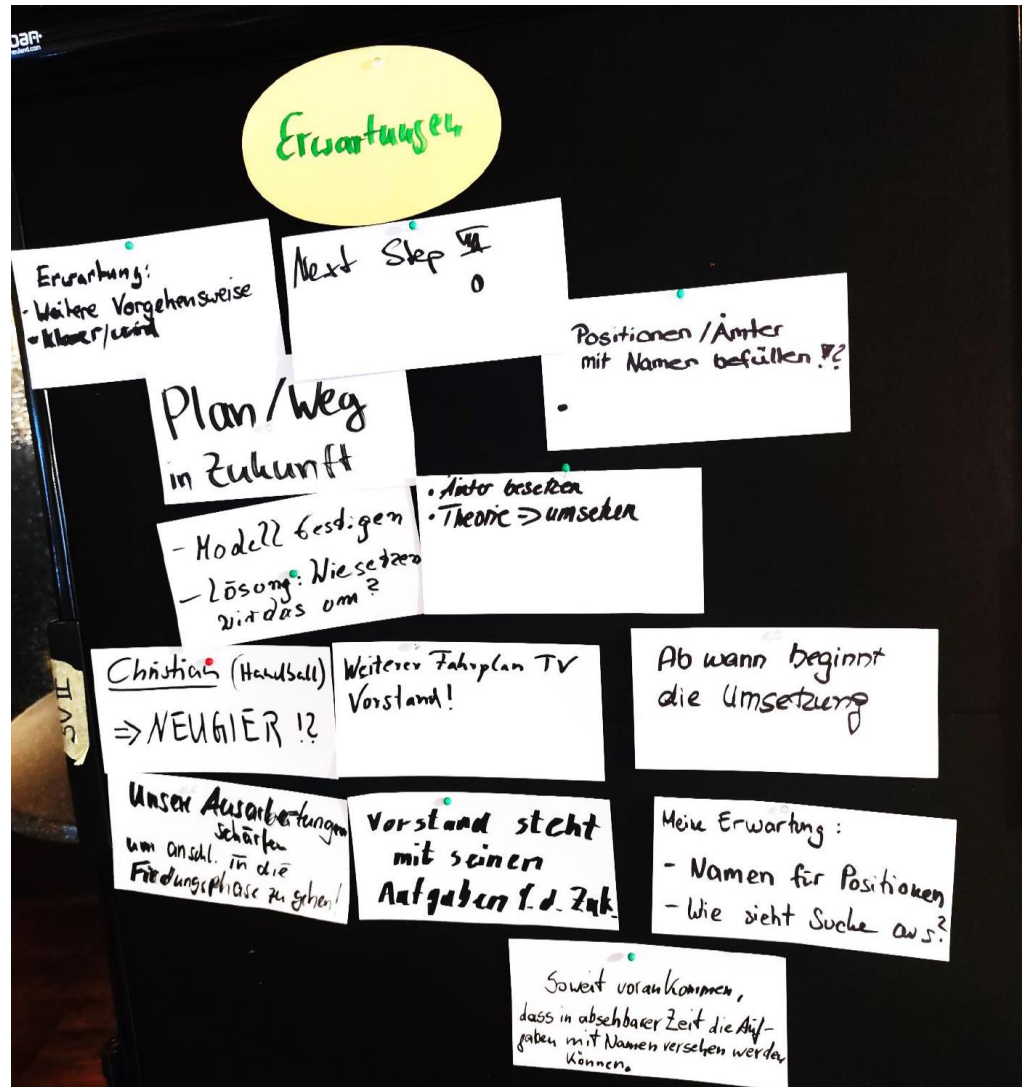 Erwartungen
Erwartung:
- Weitere Vorgehensweise
- klarer/wird
Next Step
Positionen/Ämter
mit Namen befüllen !?
Plan/Weg
in Zukunft
- Modell festigen
- Lösung: Wie setzen
wir das um?
• Ämter besetzen
• Theorie => umsetzen
Christian (Handball)
=> NEUGIER !?
Weiterer Fahrplan TV
Vorstand!
Ab wann beginnt
die Umsetzung
Unsere Ausarbeitungen
schärfen
um anschl. in die
Findungsphase zu gehen!
Vorstand steht
mit seinen
Aufgaben f. d. Zuk.
Meine Erwartung:
- Namen für Positionen
- Wie sieht Suche aus?
Soweit vorankommen,
dass in absehbarer Zeit die Auf-
gaben mit Namen versehen werden
können.